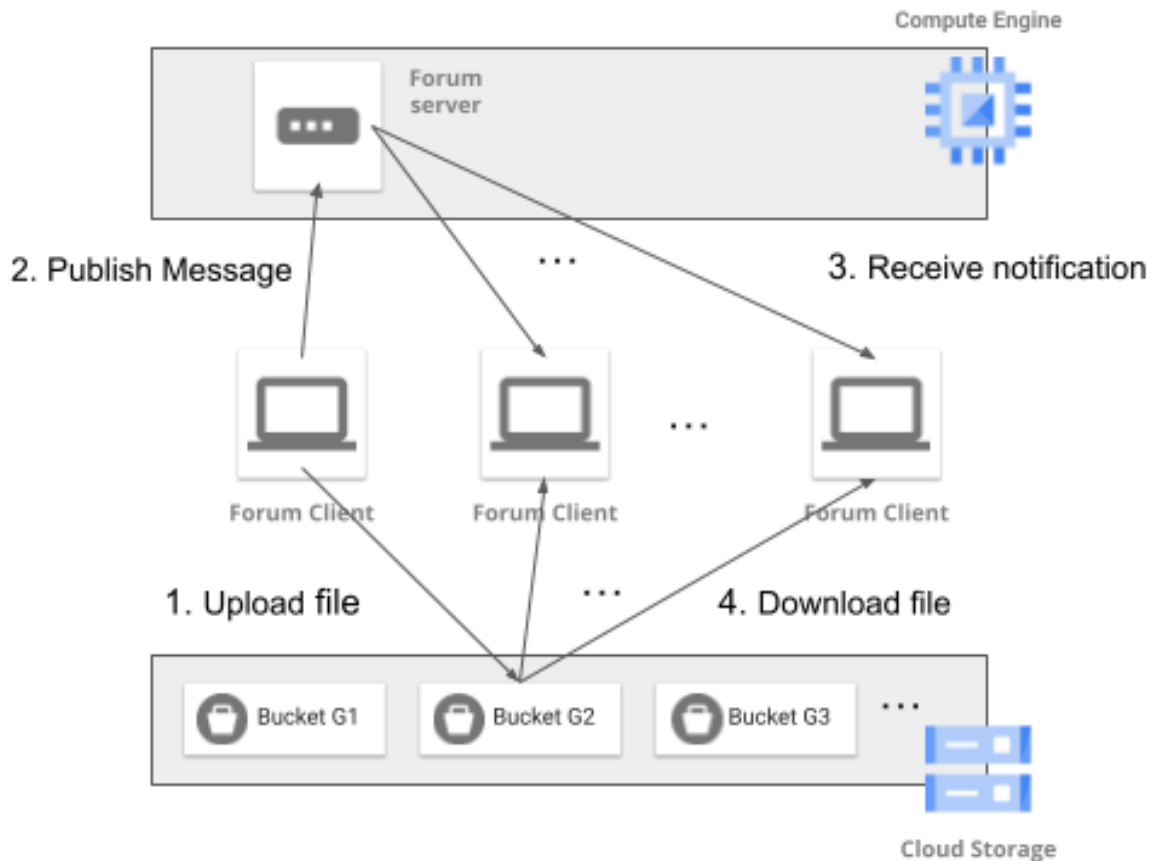 Compute Engine
Forum
server
2. Publish Message
...
3. Receive notification
...
Forum Client
Forum Client
Forum Client
1. Upload file
...
4. Download file
Bucket G1
Bucket G2
Bucket G3
...
Cloud Storage